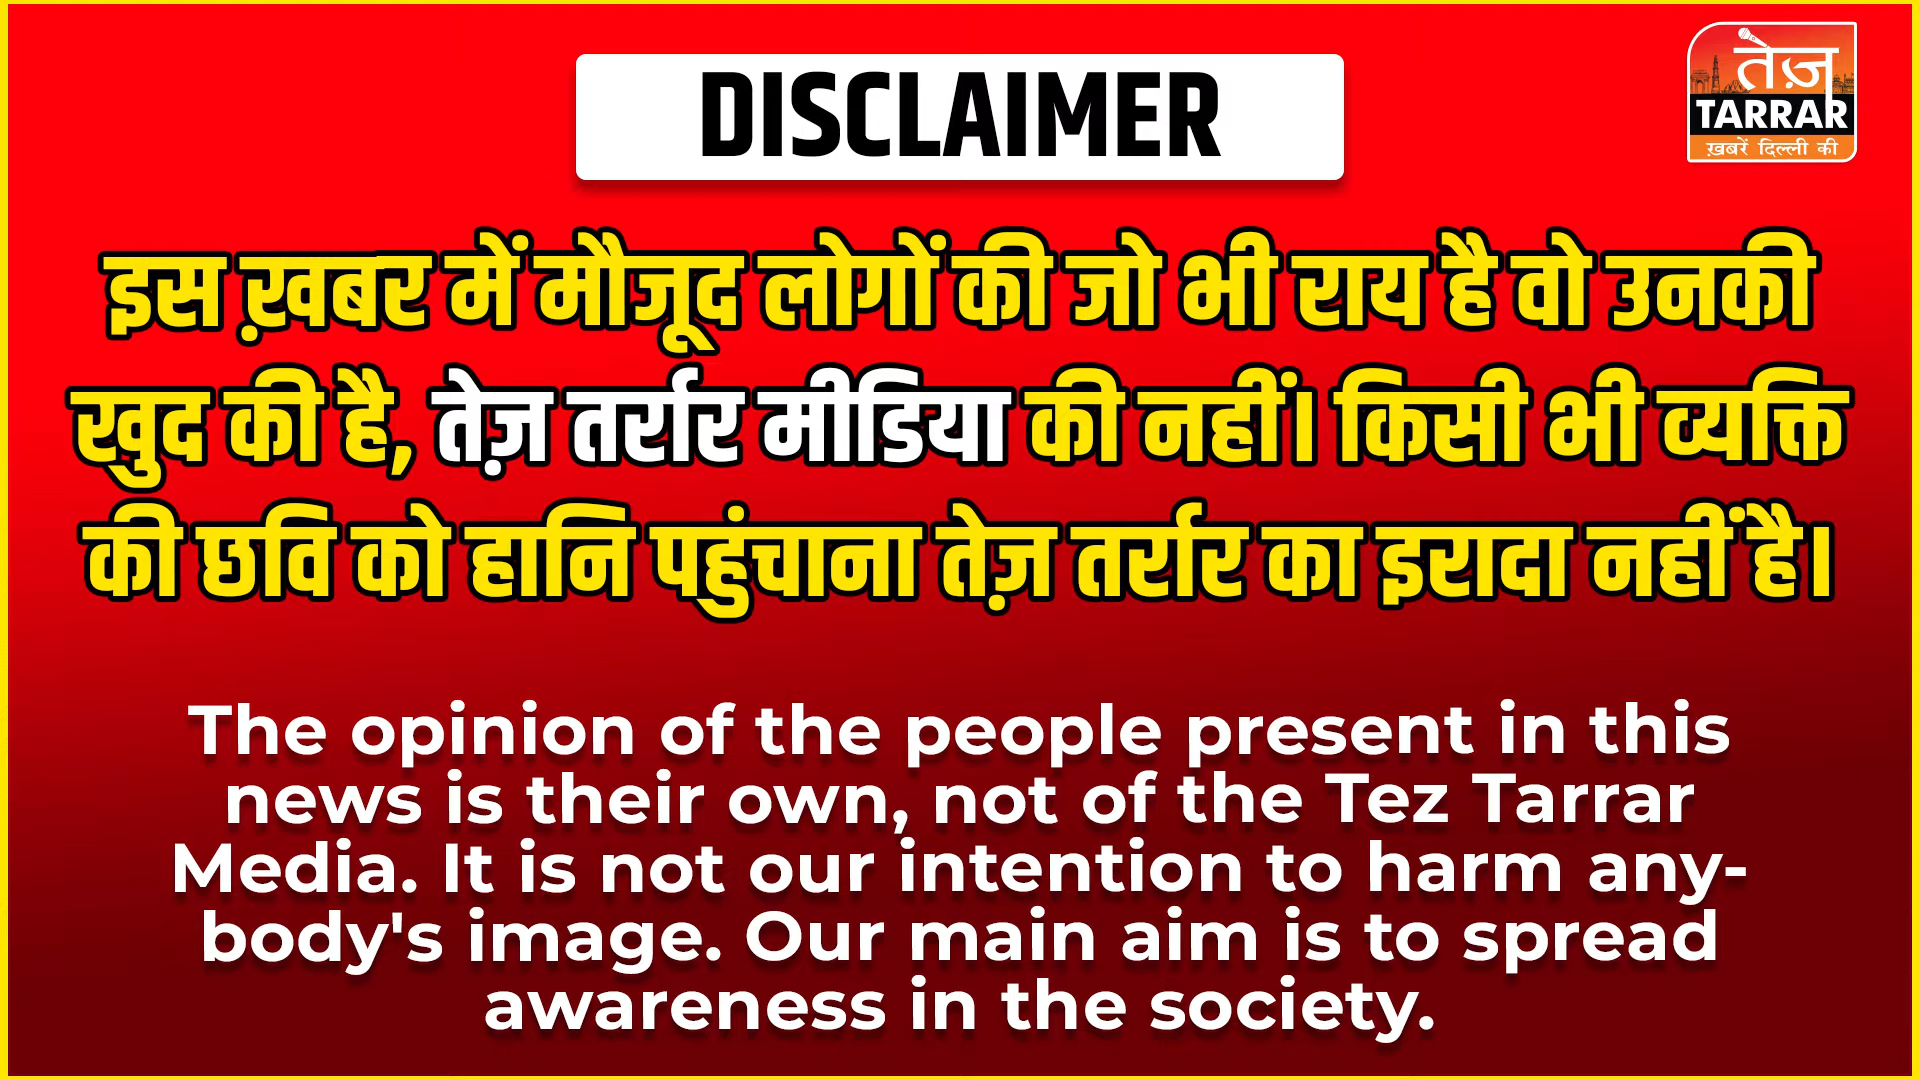 DISCLAIMER
तेज़
TARRAR
ख़बरें दिल्ली की
इस ख़बर में मौजूद लोगों की जो भी राय है वो उनकी
खुद की है, तेज़ तर्रार मीडिया की नहीं। किसी भी व्यक्ति
की छवि को हानि पहुंचाना तेज़ तर्रार का इरादा नहीं है।
The opinion of the people present in this
news is their own, not of the Tez Tarrar
Media. It is not our intention to harm any-
body's image. Our main aim is to spread
awareness in the society.